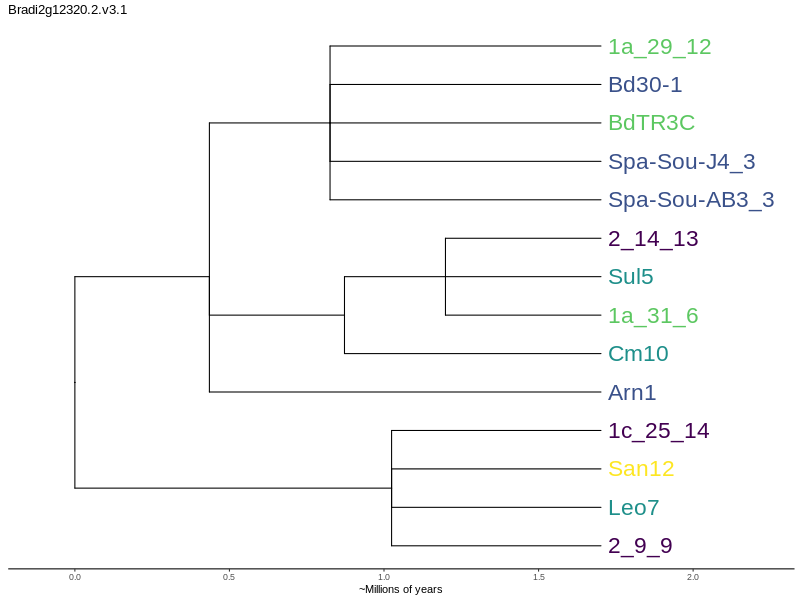 Bradi2g12320.2.v3.1
1a_29_12
Bd30-1
BdTR3C
Spa-Sou-J4_3
Spa-Sou-AB3_3
2_14_13
Sul5
1a_31_6
Cm10
Arn1
1c_25_14
San12
Leo7
2_9_9
0.0 0.5 1.0 1.5 2.0
~Millions of years